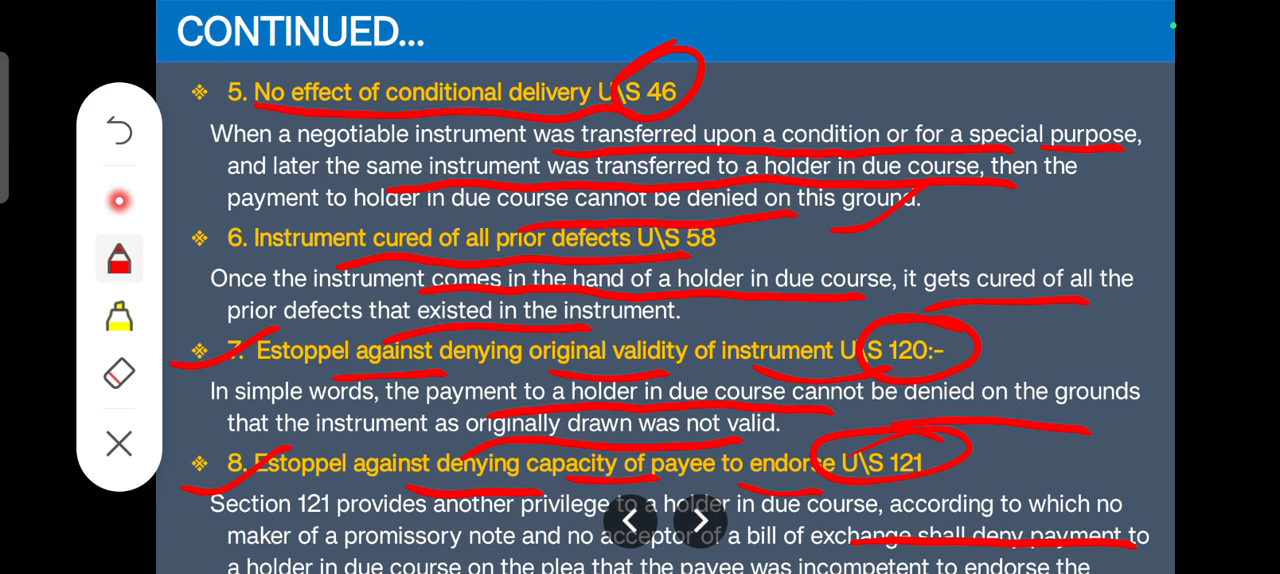 CONTINUED...
❖ 5. No effect of conditional delivery U\S 46
When a negotiable instrument was transferred upon a condition or for a special purpose,
and later the same instrument was transferred to a holder in due course, then the
payment to holder in due course cannot be denied on this ground.
❖ 6. Instrument cured of all prior defects U\S 58
Once the instrument comes in the hand of a holder in due course, it gets cured of all the
prior defects that existed in the instrument.
❖ 7. Estoppel against denying original validity of instrument U\S 120:-
In simple words, the payment to a holder in due course cannot be denied on the grounds
that the instrument as originally drawn was not valid.
❖ 8. Estoppel against denying capacity of payee to endorse U\S 121
Section 121 provides another privilege to a holder in due course, according to which no
maker of a promissory note and no acceptor of a bill of exchange shall deny payment to
a holder in due course on the plea that the payee was incompetent to endorse the